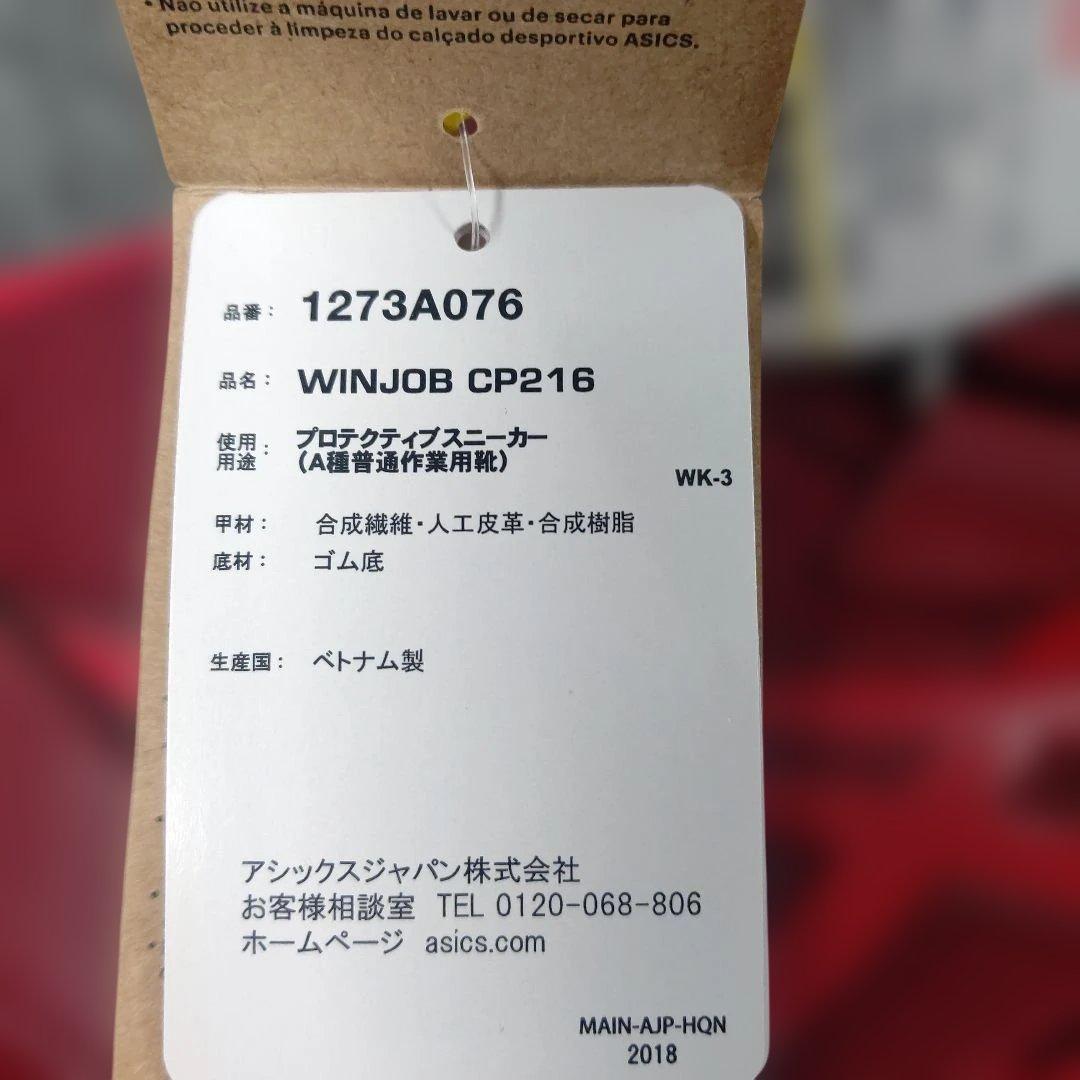 • Não utilize a máquina de lavar ou de secar para
proceder à limpeza do calçado desportivo ASICS.
品番： 1273A076
品名： WINJOB CP216
使用用途： プロテクティブスニーカー
（A種普通作業用靴）
WK-3
甲材： 合成繊維・人工皮革・合成樹脂
底材： ゴム底
生産国： ベトナム製
アシックスジャパン株式会社
お客様相談室 TEL 0120-068-806
ホームページ asics.com
MAIN-AJP-HQN
2018